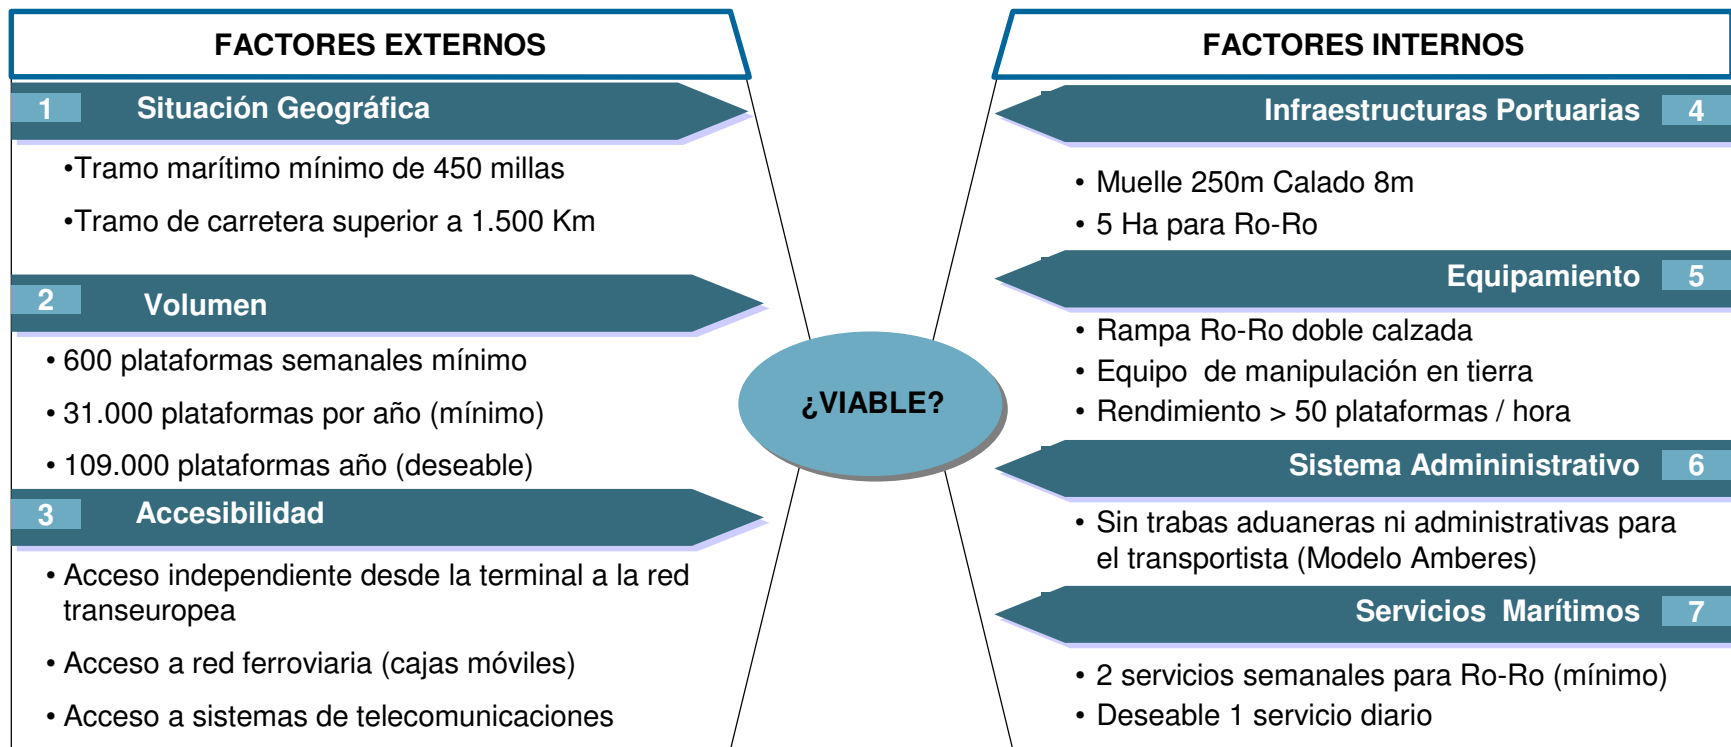 FACTORES EXTERNOS
1 Situación Geográfica
•Tramo marítimo mínimo de 450 millas
•Tramo de carretera superior a 1.500 Km
2 Volumen
• 600 plataformas semanales mínimo
• 31.000 plataformas por año (mínimo)
• 109.000 plataformas año (deseable)
3 Accesibilidad
• Acceso independiente desde la terminal a la red
transeuropea
• Acceso a red ferroviaria (cajas móviles)
• Acceso a sistemas de telecomunicaciones
¿VIABLE?
FACTORES INTERNOS
Infraestructuras Portuarias 4
• Muelle 250m Calado 8m
• 5 Ha para Ro-Ro
Equipamiento 5
• Rampa Ro-Ro doble calzada
• Equipo de manipulación en tierra
• Rendimiento > 50 plataformas / hora
Sistema Admininistrativo 6
• Sin trabas aduaneras ni administrativas para
el transportista (Modelo Amberes)
Servicios Marítimos 7
• 2 servicios semanales para Ro-Ro (mínimo)
• Deseable 1 servicio diario